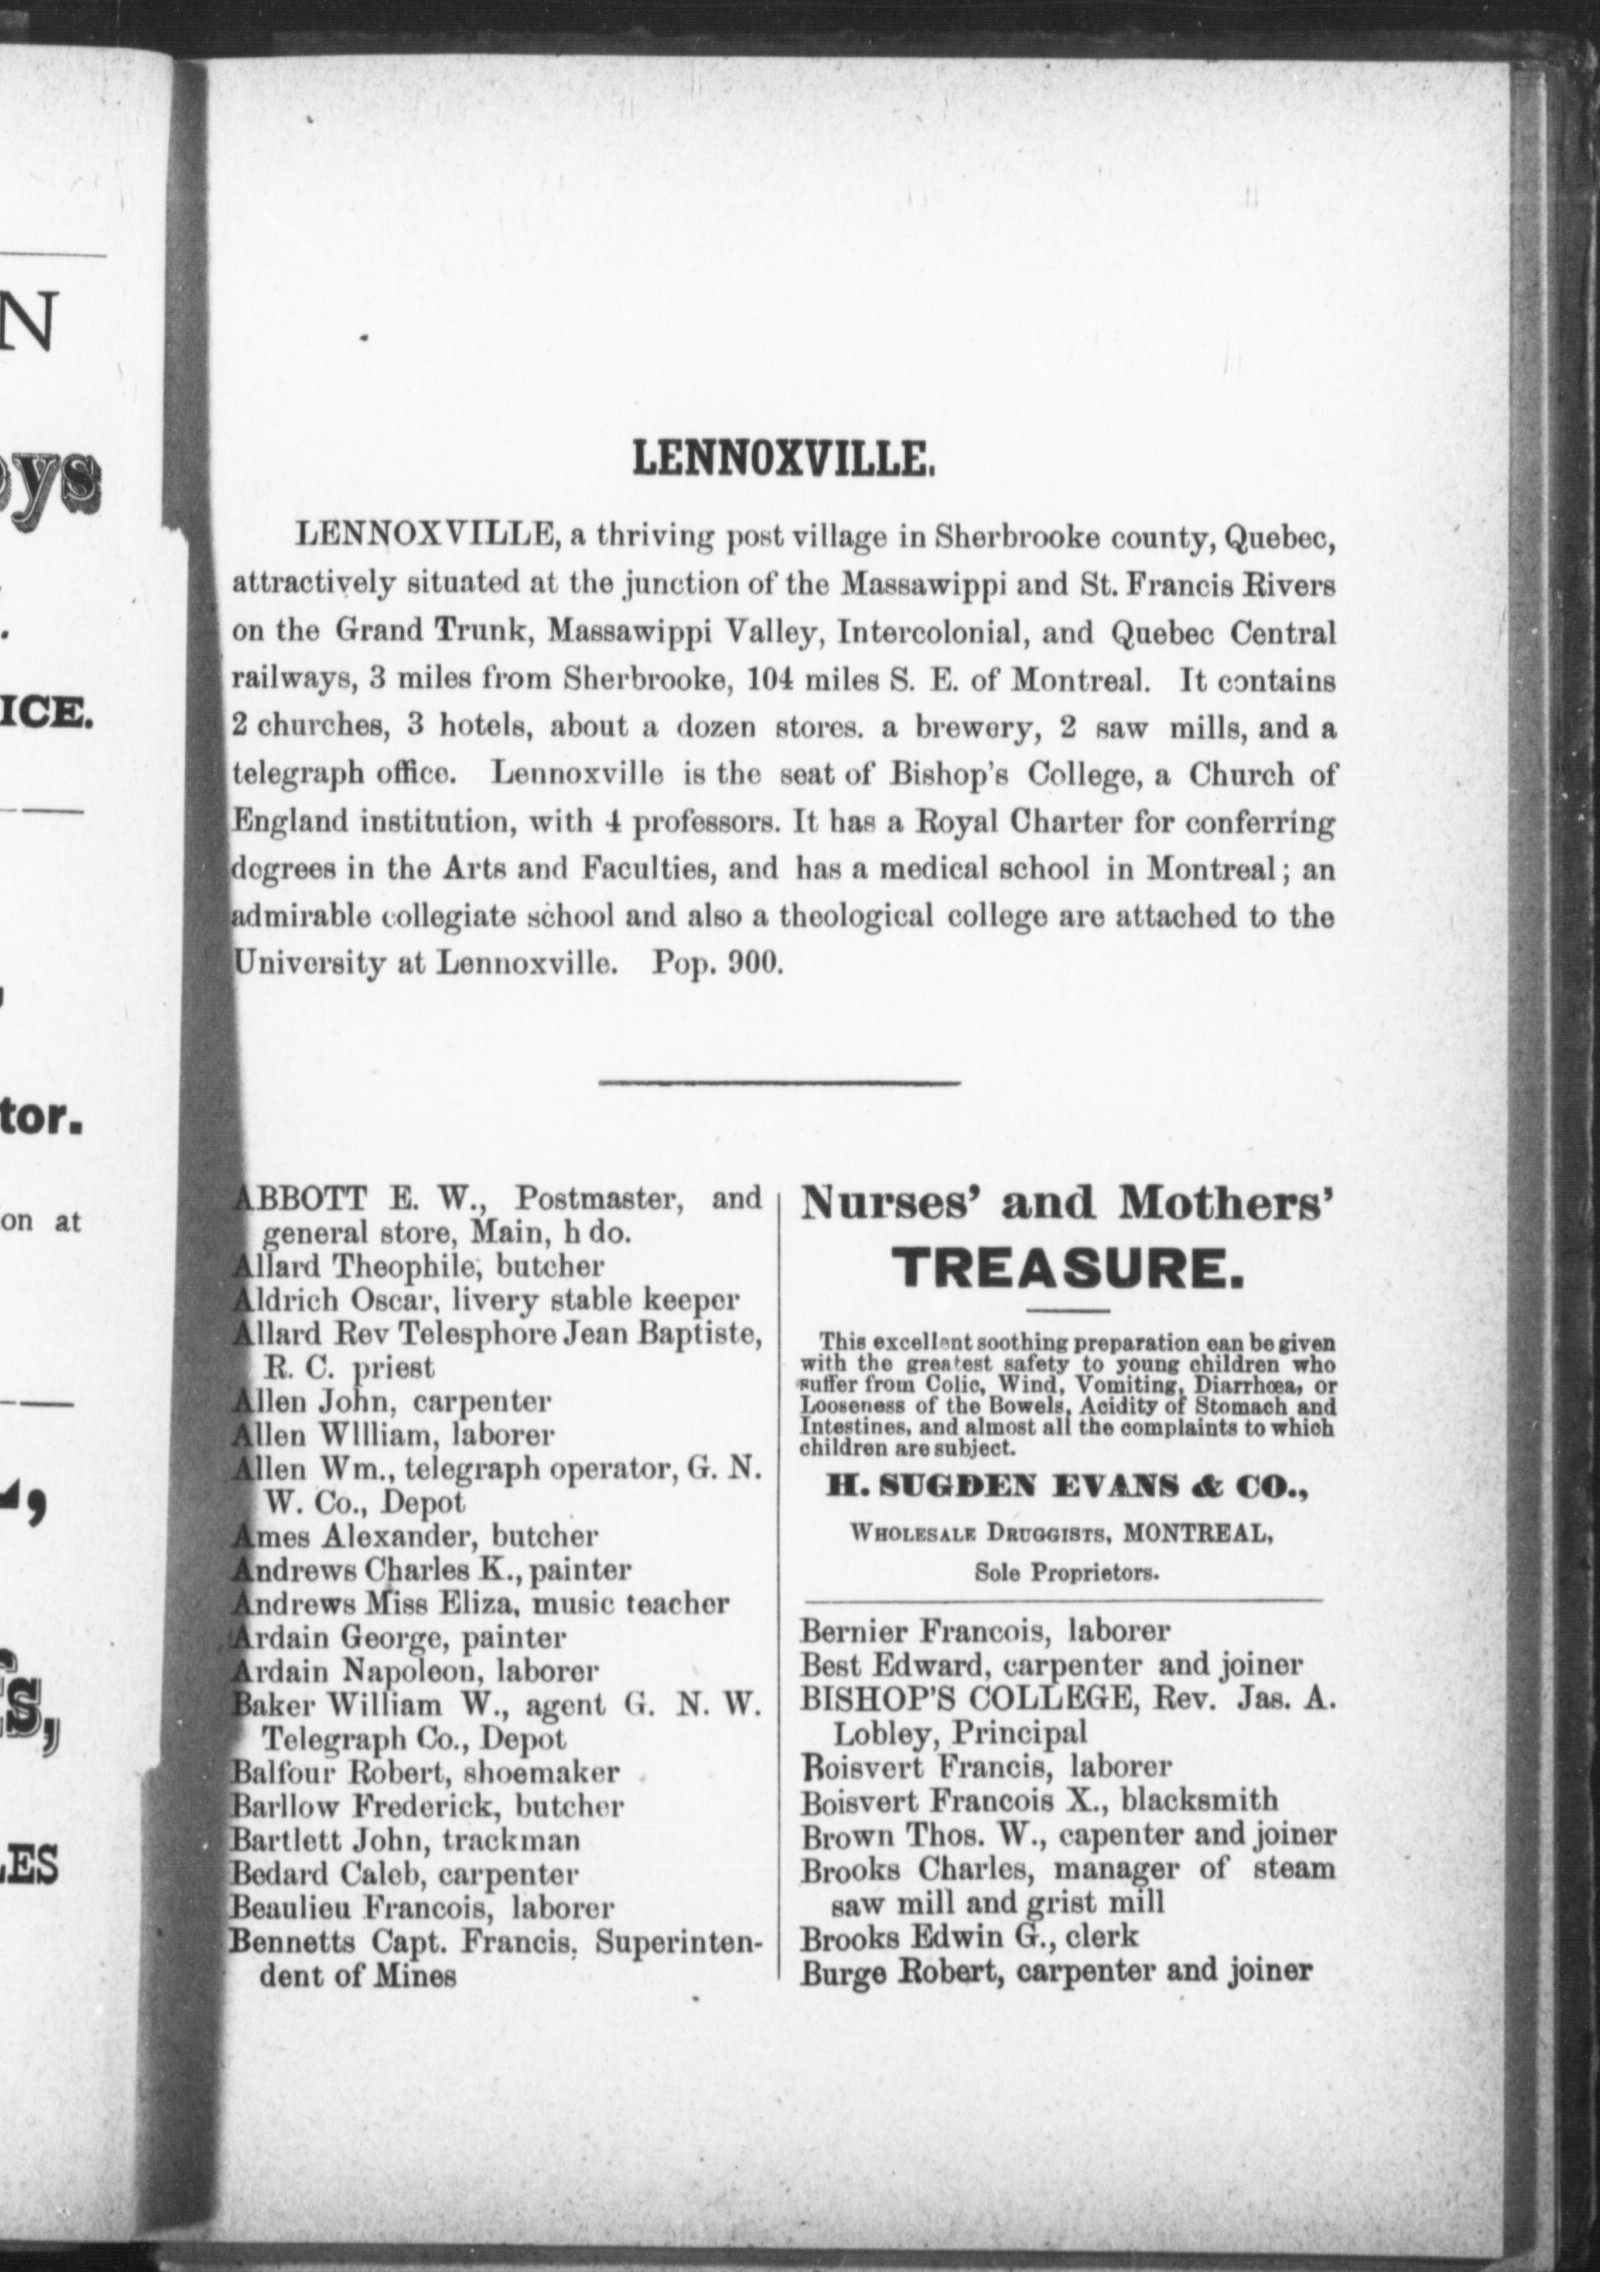 N
ys
ICE.
tor.
on at
LES
LENNOXVILLE.
LENNOXVILLE, a thriving post village in Sherbrooke county, Quebec,
attractively situated at the junction of the Massawippi and St. Francis Rivers
on the Grand Trunk, Massawippi Valley, Intercolonial, and Quebec Central
railways, 3 miles from Sherbrooke, 104 miles S. E. of Montreal. It contains
2 churches, 3 hotels, about a dozen stores. a brewery, 2 saw mills, and a
telegraph office. Lennoxville is the seat of Bishop's College, a Church of
England institution, with 4 professors. It has a Royal Charter for conferring
degrees in the Arts and Faculties, and has a medical school in Montreal; an
admirable collegiate school and also a theological college are attached to the
University at Lennoxville. Pop. 900.
ABBOTT E. W., Postmaster, and
general store, Main, h do.
Allard Theophile, butcher
Aldrich Oscar, livery stable keeper
Allard Rev Telesphore Jean Baptiste,
R. C. priest
Allen John, carpenter
Allen WIlliam, laborer
Allen Wm., telegraph operator, G. N.
W. Co., Depot
Ames Alexander, butcher
Andrews Charles K., painter
Andrews Miss Eliza, music teacher
Ardain George, painter
Ardain Napoleon, laborer
Baker William W., agent G. N. W.
Telegraph Co., Depot
Balfour Robert, shoemaker
Barllow Frederick, butcher
Bartlett John, trackman
Bedard Caleb, carpenter
Beaulieu Francois, laborer
Bennetts Capt. Francis, Superinten-
dent of Mines
Nurses' and Mothers'
TREASURE.
This excellent soothing preparation ean be given
with the greatest safety to young children who
suffer from Colic, Wind, Vomiting, Diarrhœa, or
Looseness of the Bowels, Acidity of Stomach and
Intestines, and almost all the complaints to which
children are subject.
H. SUGDEN EVANS & CO.,
WHOLESALE DRUGGISTS, MONTREAL,
Sole Proprietors.
Bernier Francois, laborer
Best Edward, carpenter and joiner
BISHOP'S COLLEGE, Rev. Jas. A.
Lobley, Principal
Boisvert Francis, laborer
Boisvert Francois X., blacksmith
Brown Thos. W., capenter and joiner
Brooks Charles, manager of steam
saw mill and grist mill
Brooks Edwin G., clerk
Burge Robert, carpenter and joiner